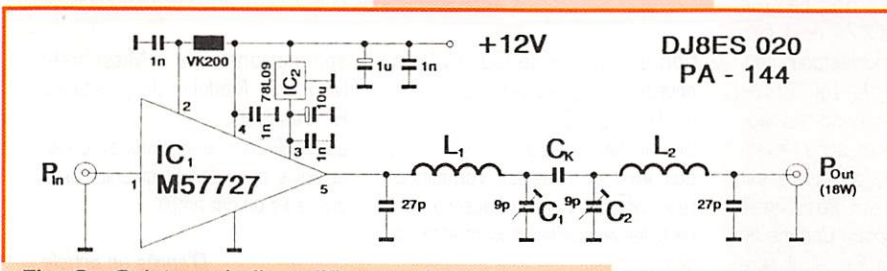 +12V
DJ8ES 020
PA - 144
1n
VK200
78L09
IC2
10u
1u
1n
2
4
1n
3
1n
PIn
1
IC1
M57727
5
L1
CK
L2
POut
(18W)
27p
9p
C1
9p
C2
27p